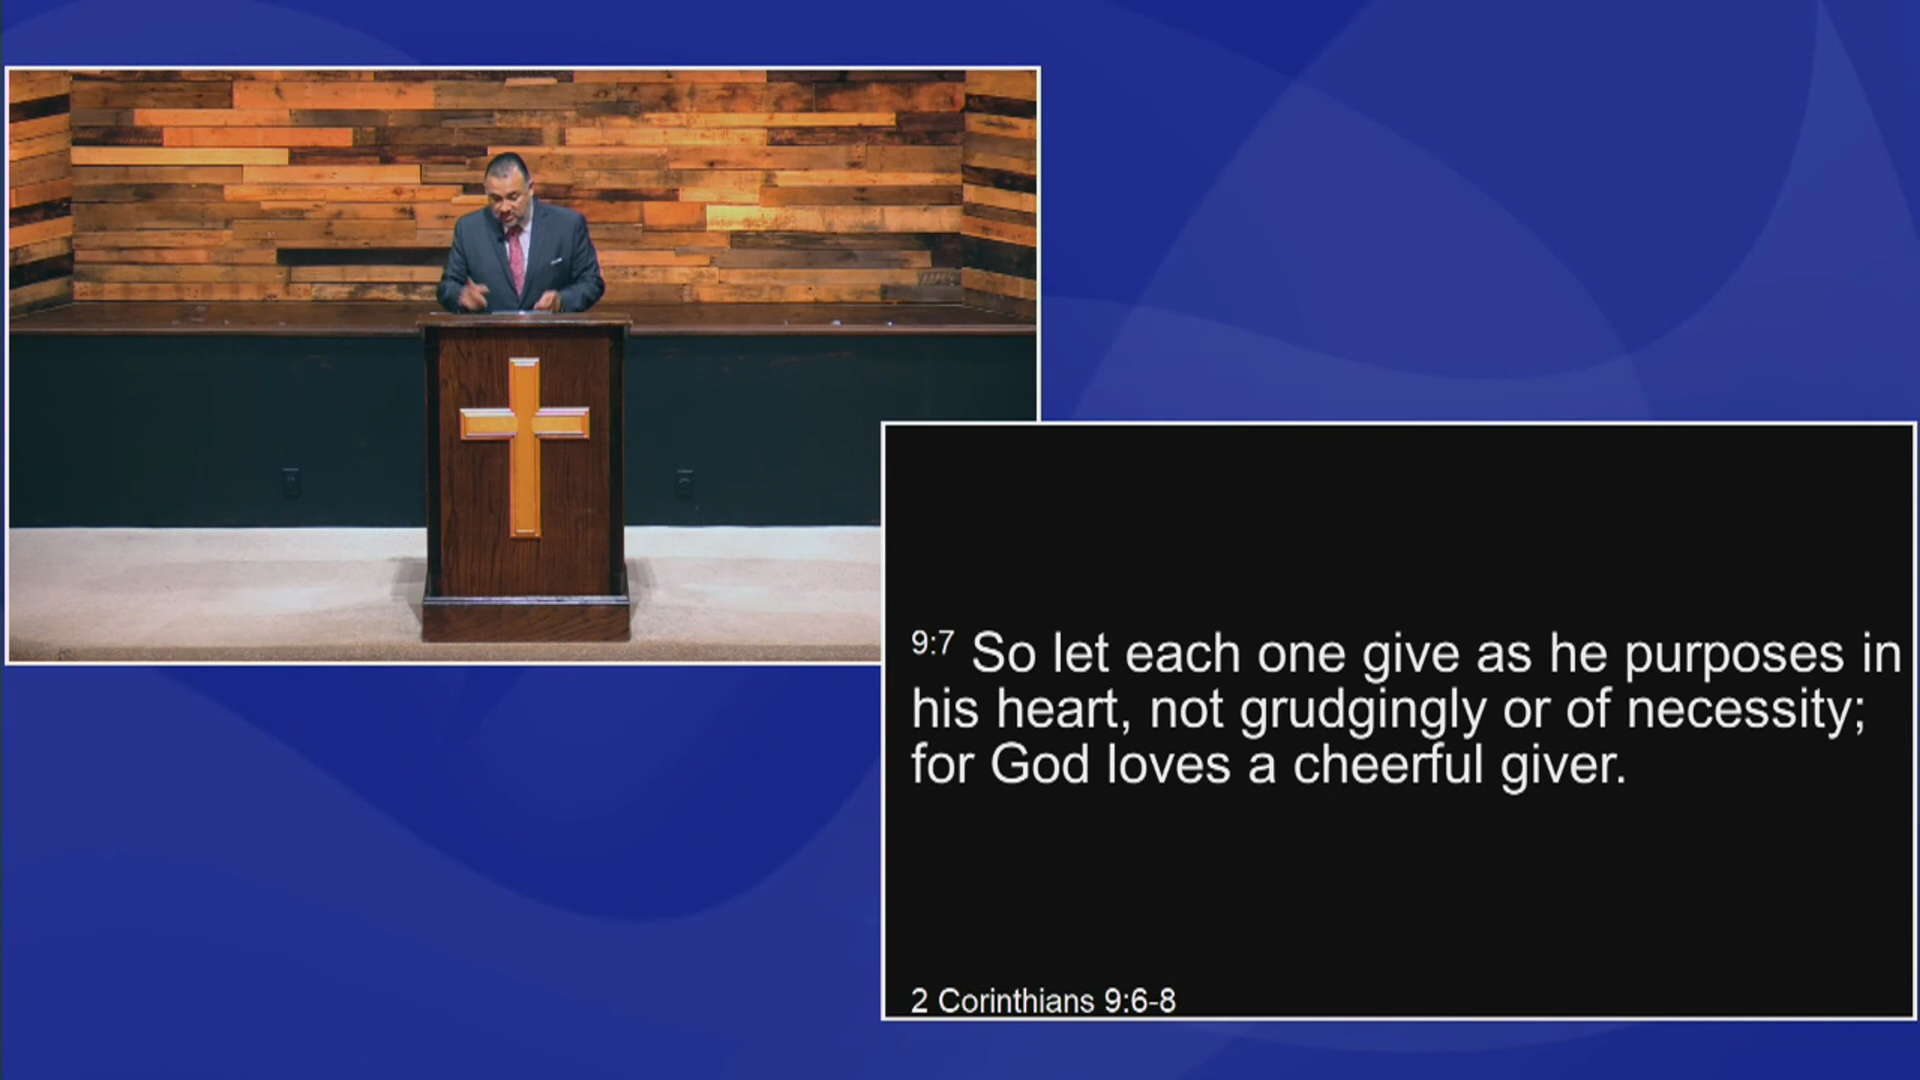 9:7 So let each one give as he purposes in
his heart, not grudgingly or of necessity;
for God loves a cheerful giver.
2 Corinthians 9:6-8